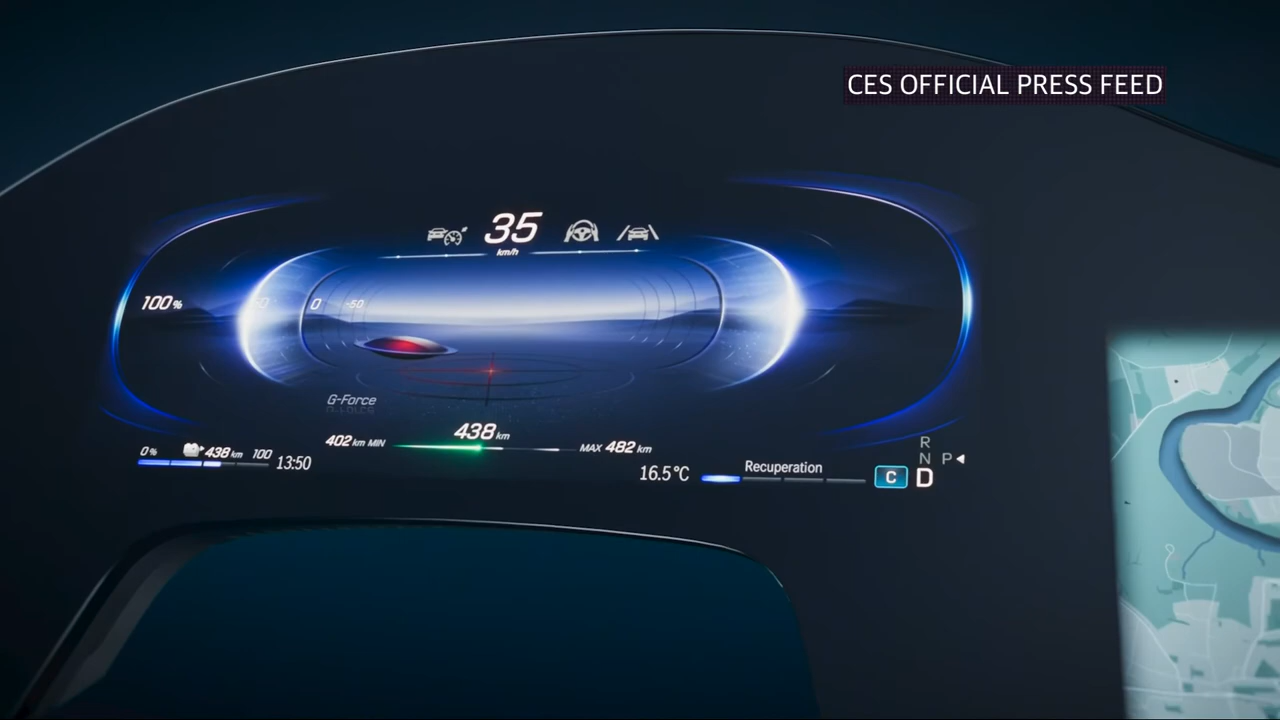 CES OFFICIAL PRESS FEED
35
km/h
100 %
0
-50
G-Force
438 km
402 km MIN
MAX 482 km
0 %
438 km
100
13:50
16.5°C
Recuperation
C
R
N P
D